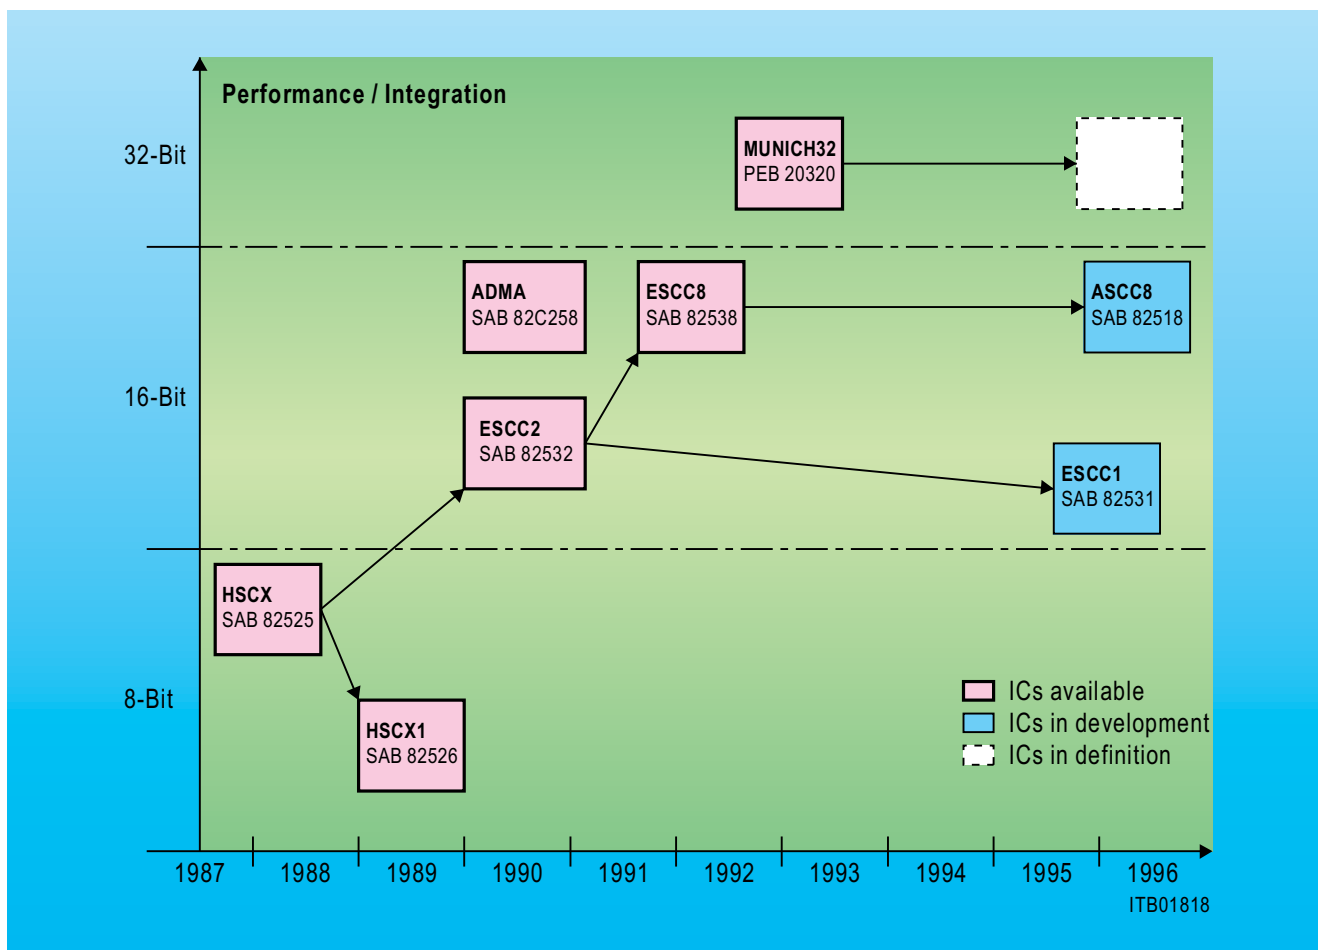 Performance / Integration
32-Bit
MUNICH32
PEB 20320
ADMA
SAB 82C258
ESCC8
SAB 82538
ASCC8
SAB 82518
16-Bit
ESCC2
SAB 82532
ESCC1
SAB 82531
HSCX
SAB 82525
8-Bit
HSCX1
SAB 82526
ICs available
ICs in development
ICs in definition
1987 1988 1989 1990 1991 1992 1993 1994 1995 1996
ITB01818